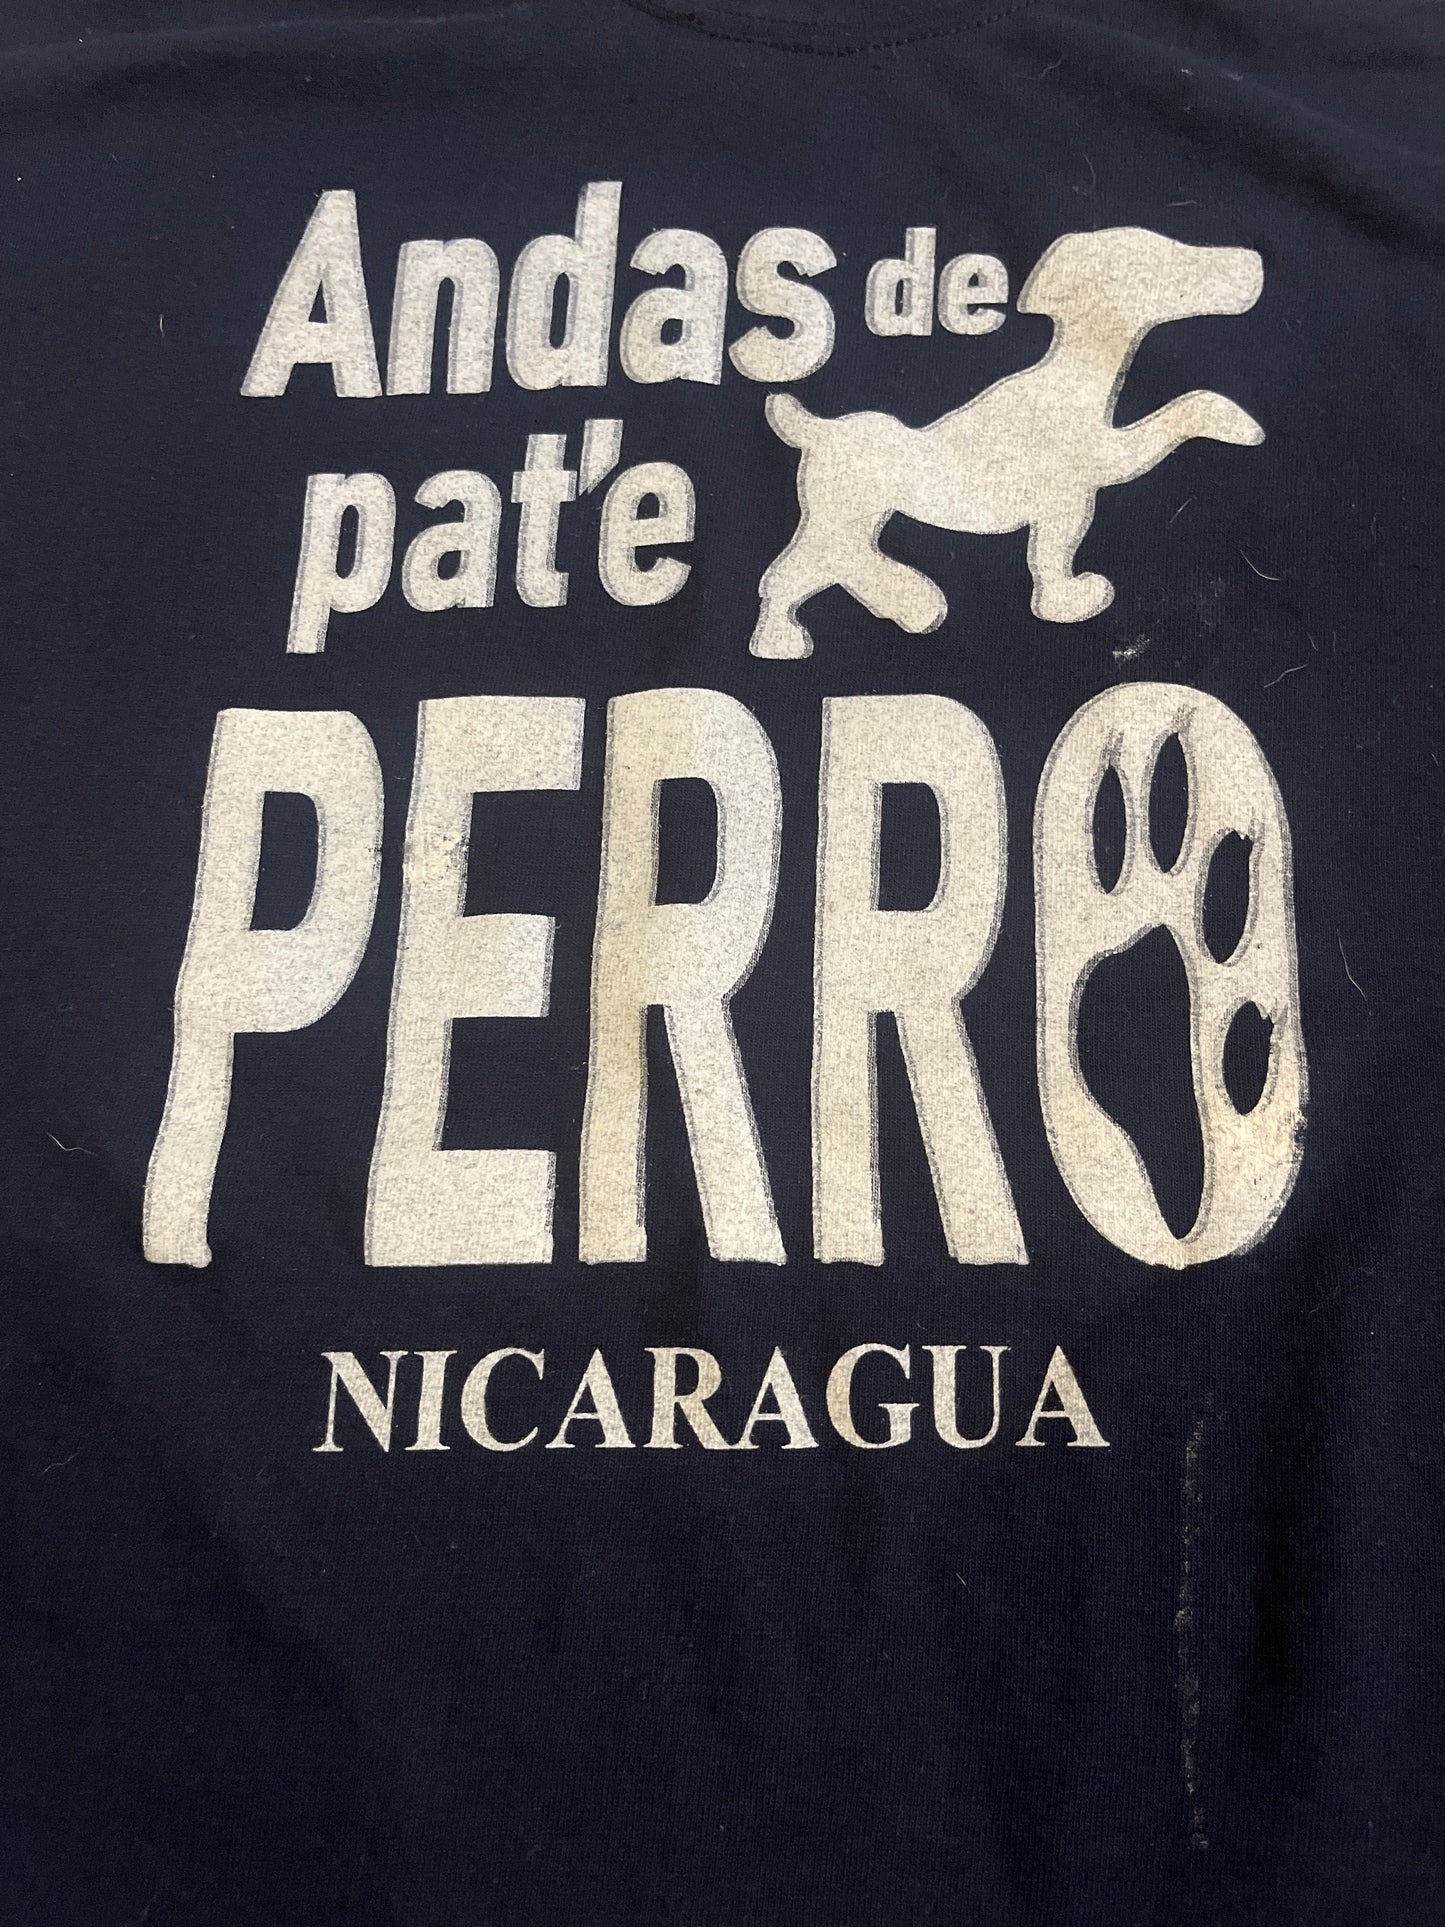 Andas de
pat'e
PERRO
NICARAGUA